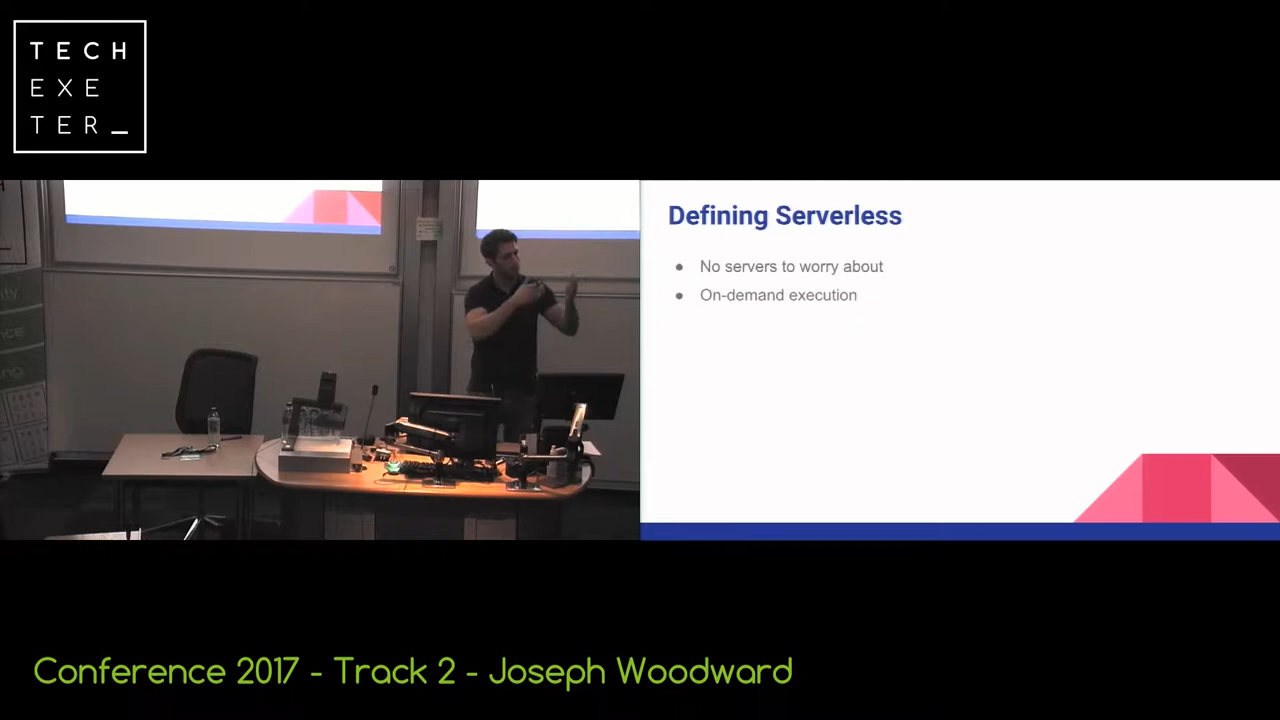 TECH
EXE
TER_
Defining Serverless
● No servers to worry about
● On-demand execution
Conference 2017 - Track 2 - Joseph Woodward